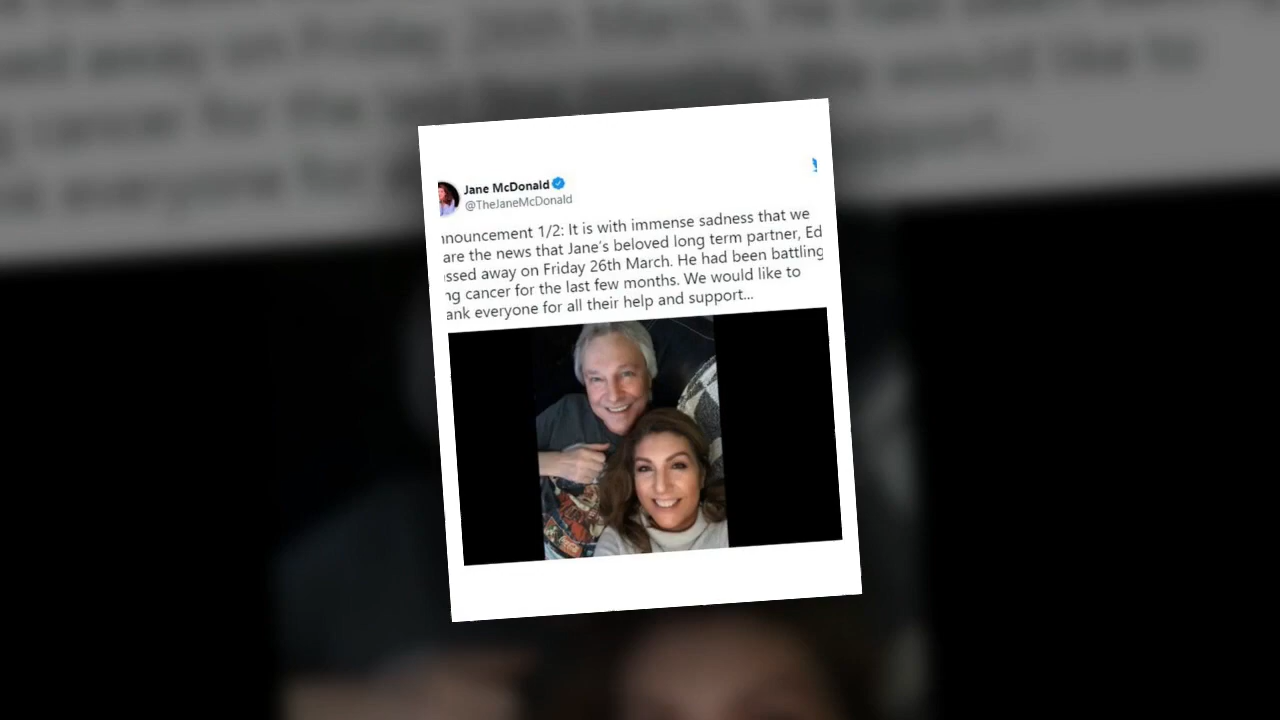 Jane McDonald
@TheJaneMcDonald
nnouncement 1/2: It is with immense sadness that we
are the news that Jane's beloved long term partner, Ed
ssed away on Friday 26th March. He had been battling
ng cancer for the last few months. We would like to
ank everyone for all their help and support...